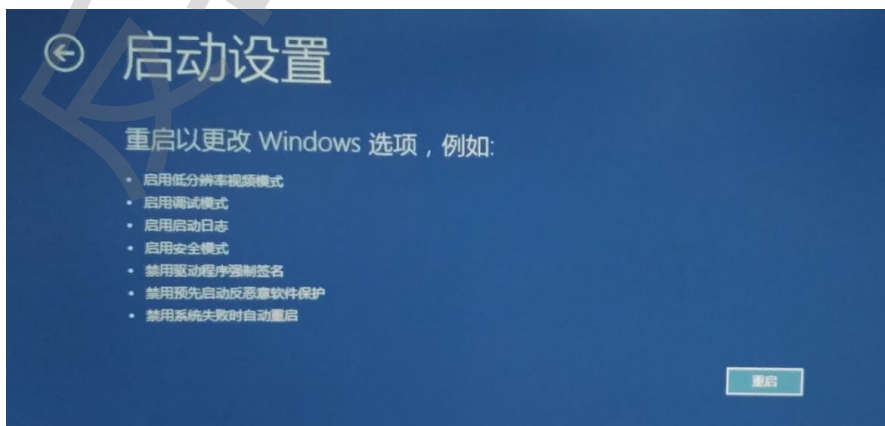 启动设置
重启以更改 Windows 选项，例如:
• 启用低分辨率视频模式
• 启用调试模式
• 启用启动日志
• 启用安全模式
• 禁用驱动程序强制签名
• 禁用预先启动反恶意软件保护
• 禁用系统失败时自动重启
重启